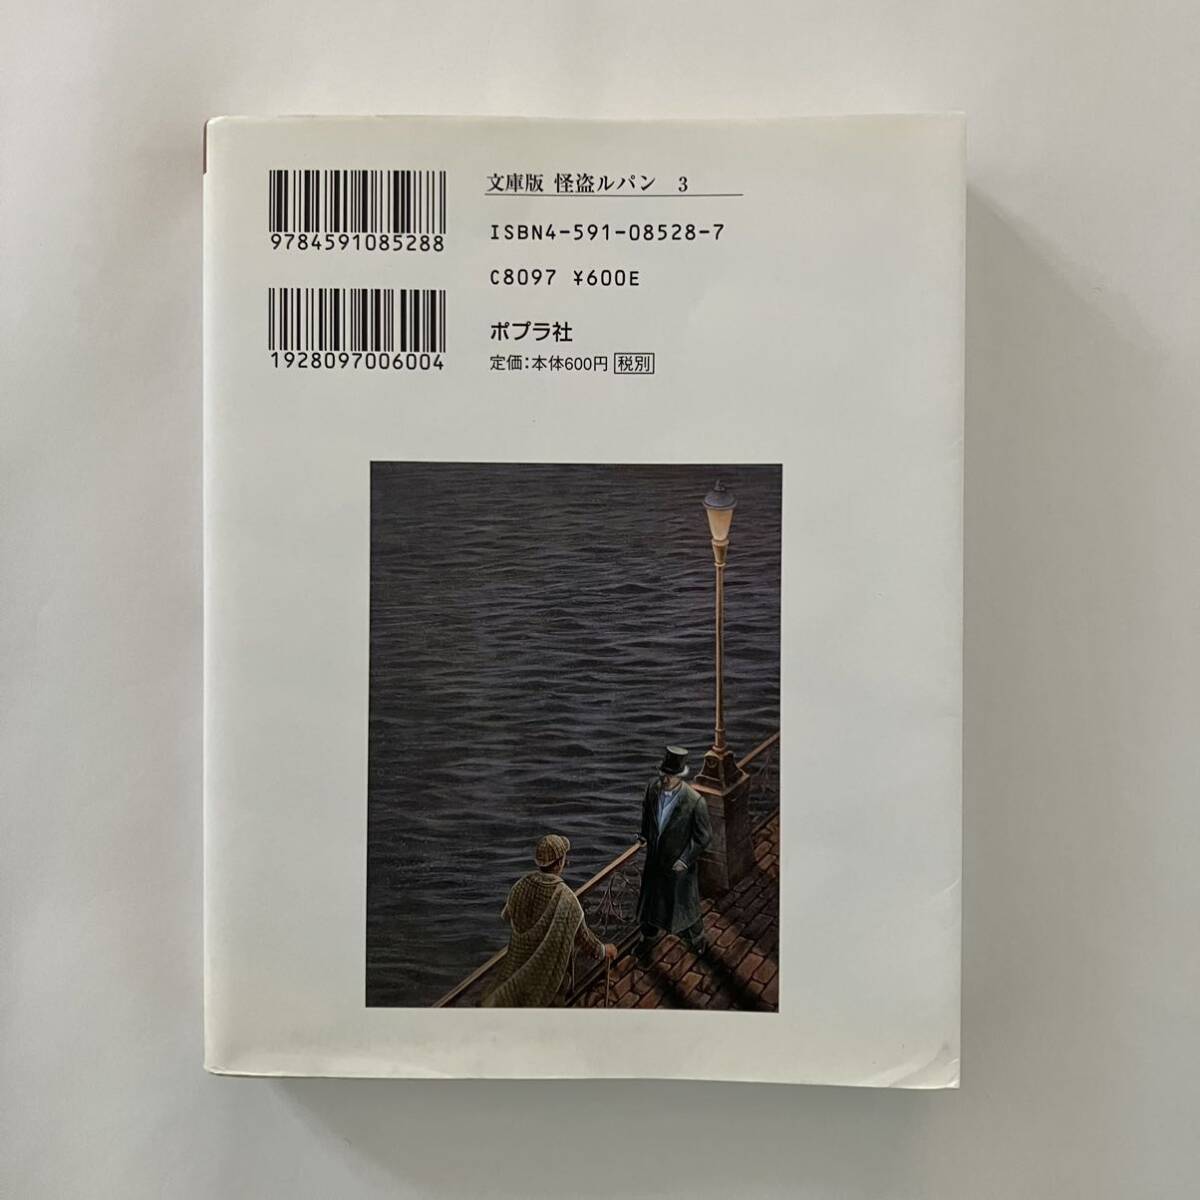 9784591085288
1928097006004
文庫版 怪盗ルパン 3
ISBN4-591-08528-7
C8097 ¥600E
ポプラ社
定価:本体600円 税別